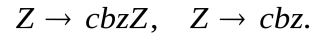 Z → cbzZ, Z → cbz.